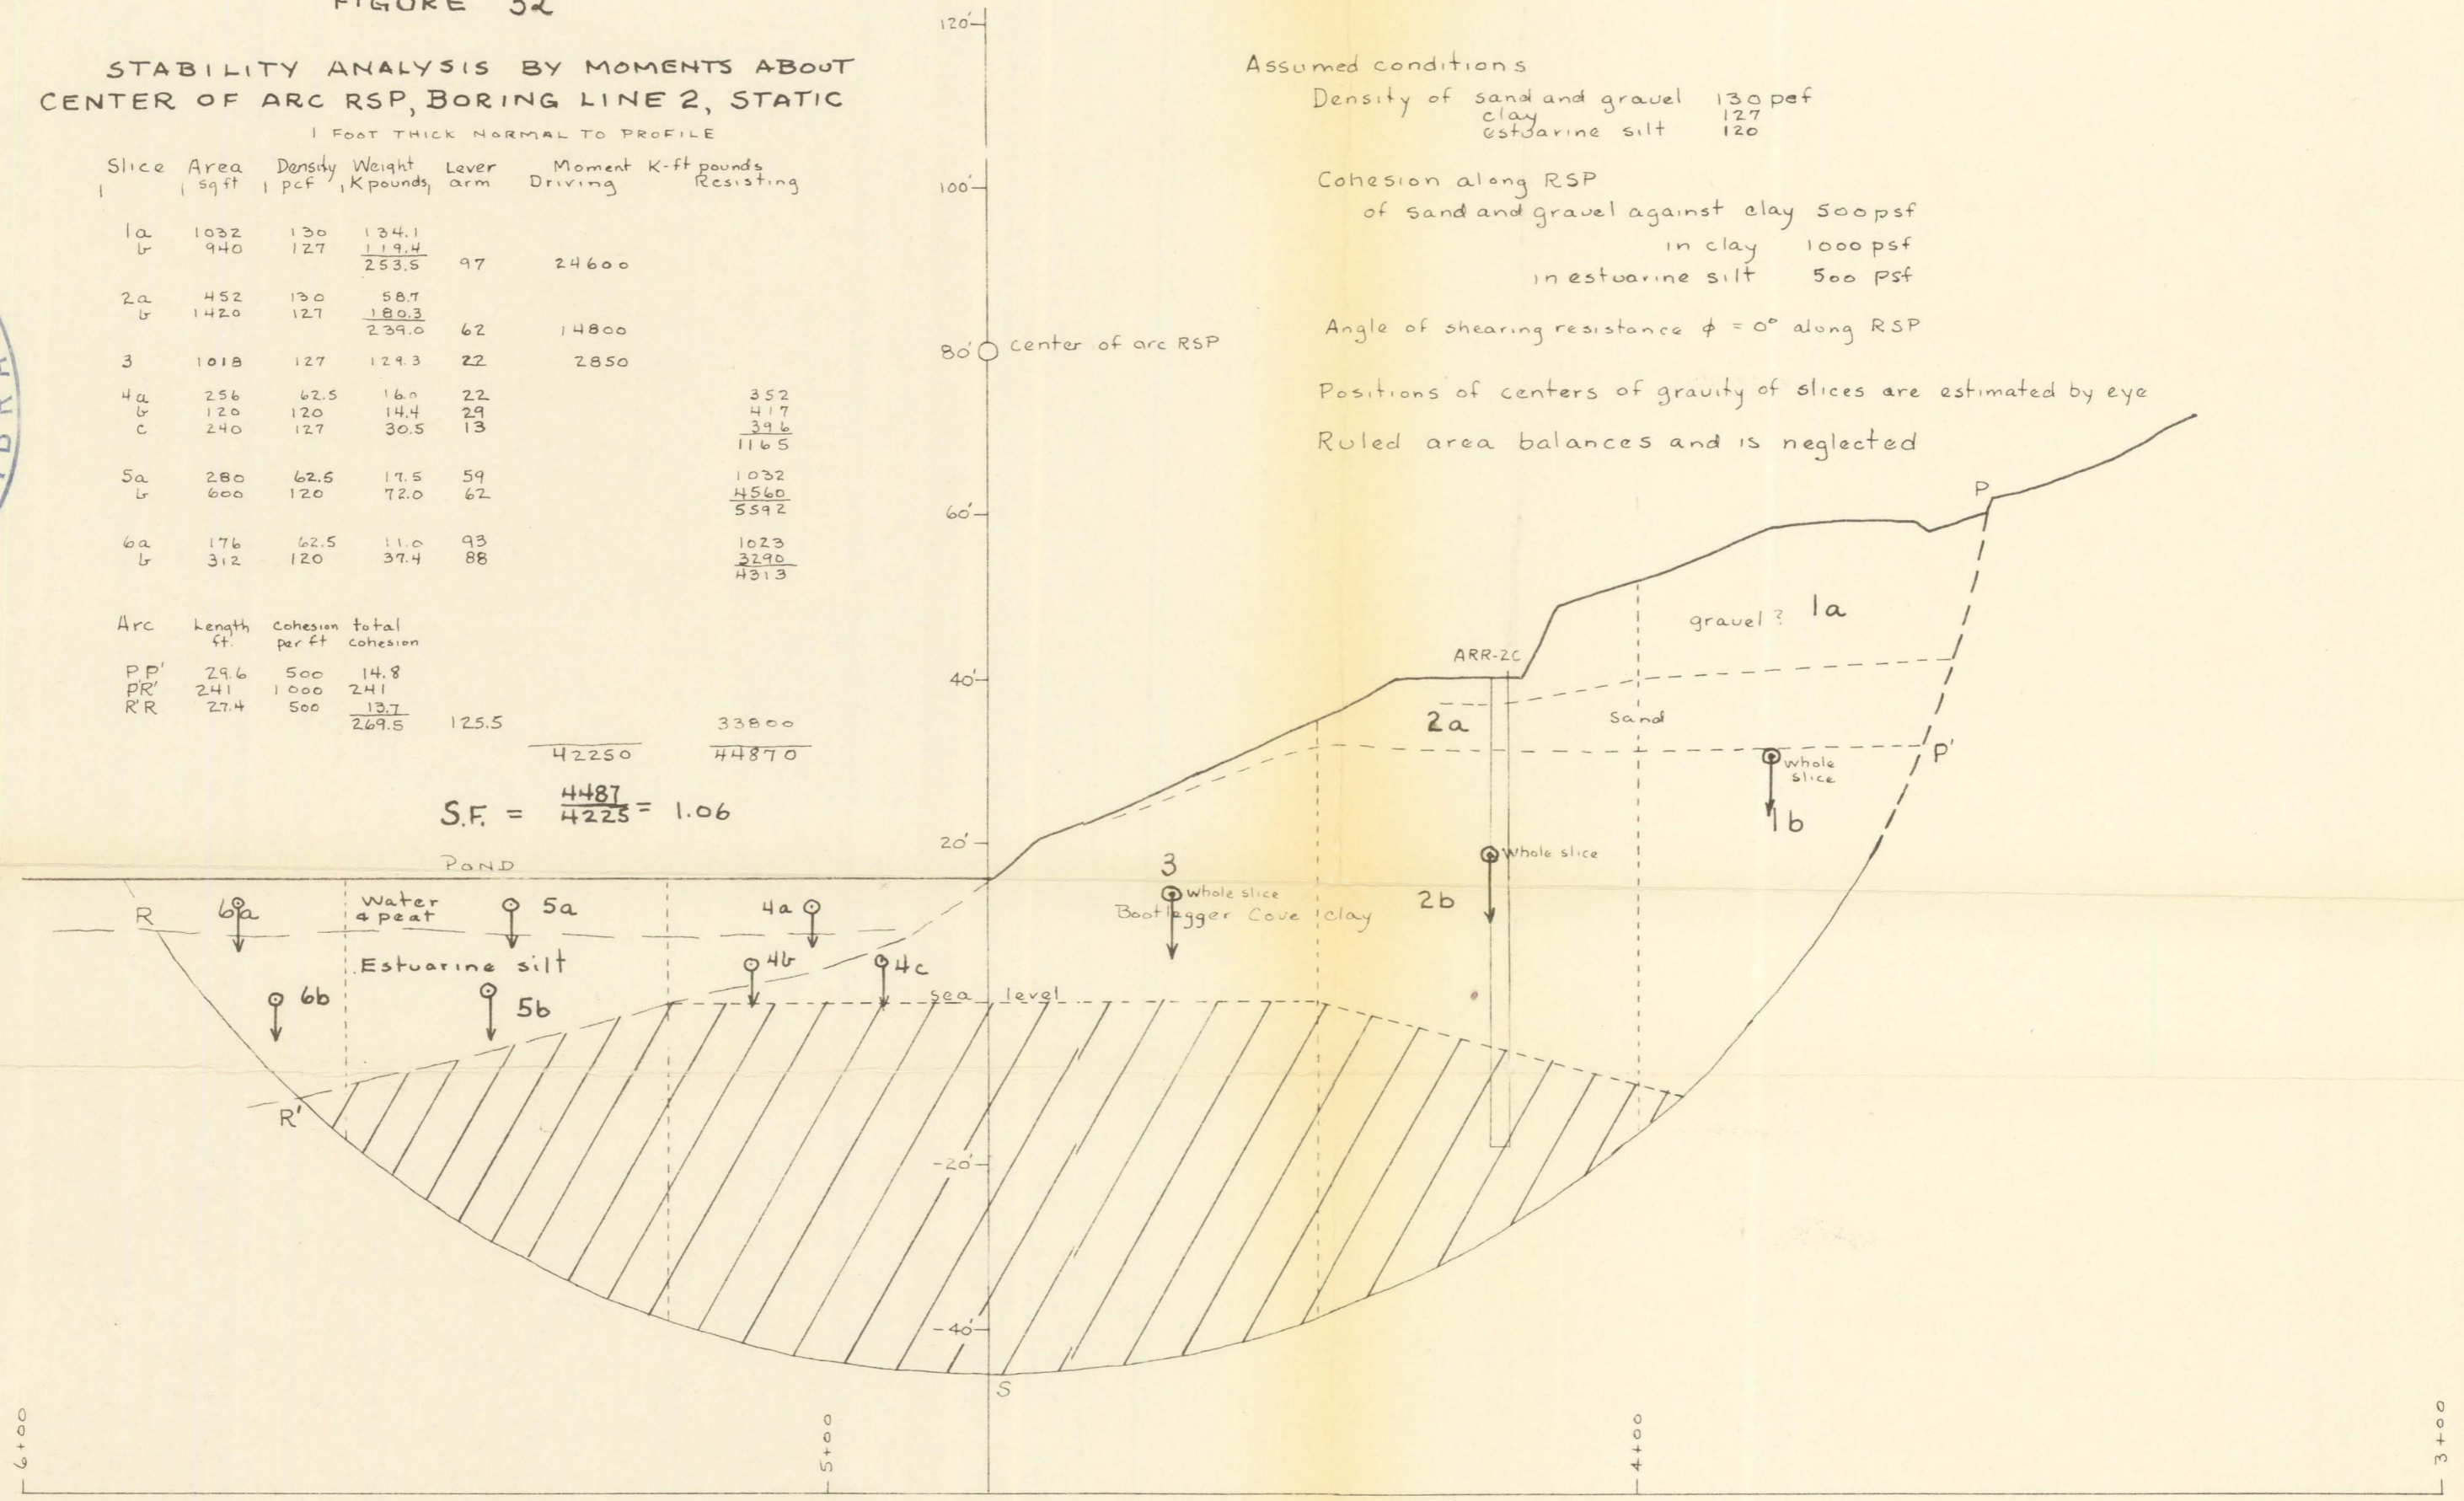 FIGURE 32
STABILITY ANALYSIS BY MOMENTS ABOUT
CENTER OF ARC RSP, BORING LINE 2, STATIC
1 FOOT THICK NORMAL TO PROFILE
Slice Area Density Weight Lever Moment K-ft pounds
sq ft pcf K pounds arm Driving Resisting
1a 1032 130 134.1
b 940 127 119.4
253.5 97 24600
2a 452 130 58.7
b 1420 127 180.3
239.0 62 14800
3 1018 127 129.3 22 2850
4a 256 62.5 16.0 22 352
b 120 120 14.4 29 417
c 240 127 30.5 13 396
1165
5a 280 62.5 17.5 59 1032
b 600 120 72.0 62 4560
5592
6a 176 62.5 11.0 93 1023
b 312 120 37.4 88 3290
4313
Arc Length cohesion total
ft. per ft cohesion
PP' 29.6 500 14.8
PR' 241 1000 241
R'R 27.4 500 13.7
269.5 125.5 33800
42250 44870
S.F. = 4487/4225 = 1.06
Assumed conditions
Density of sand and gravel 130 pcf
clay 127
estuarine silt 120
Cohesion along RSP
of sand and gravel against clay 500 psf
in clay 1000 psf
in estuarine silt 500 psf
Angle of shearing resistance φ = 0° along RSP
Positions of centers of gravity of slices are estimated by eye
Ruled area balances and is neglected
120'
100'
80'
center of arc RSP
60'
40'
20'
-20'
-40'
P
gravel? 1a
ARR-2C
2a
sand
P'
whole
slice
1b
whole slice
2b
3
whole slice
Bootlegger Cove clay
POND
R
6a
Water
& peat
5a
4a
Estuarine silt
4b
4c
6b
5b
sea level
R'
S
6+00
5+00
4+00
3+00